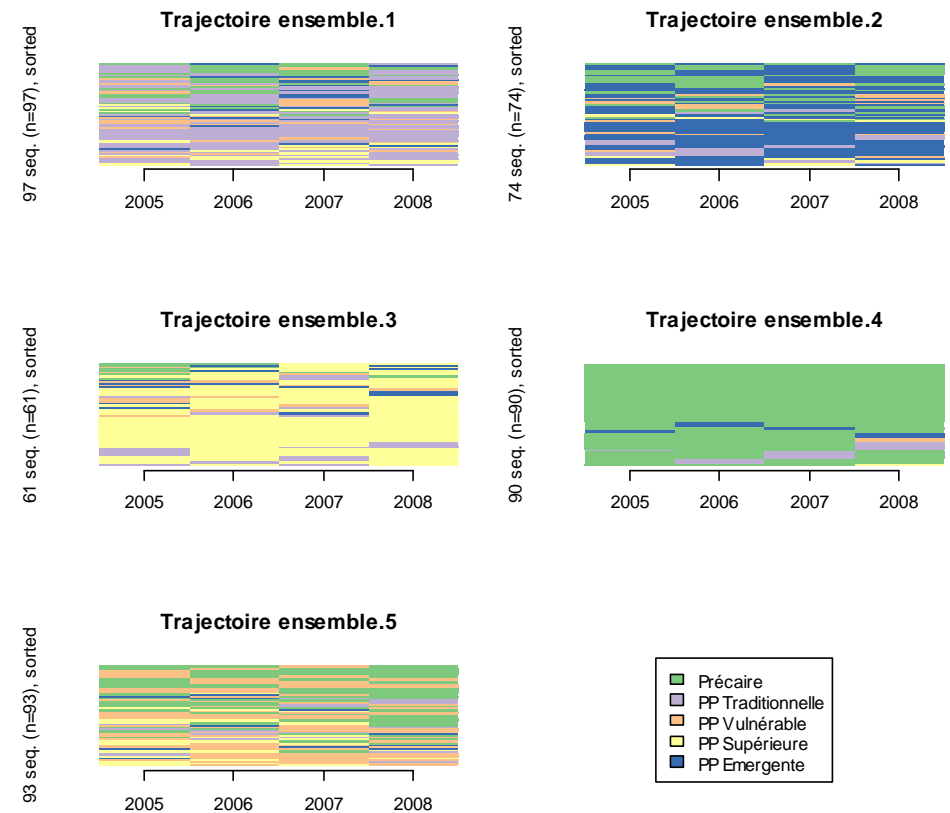 Trajectoire ensemble.1
97 seq. (n=97), sorted
2005 2006 2007 2008
Trajectoire ensemble.2
74 seq. (n=74), sorted
2005 2006 2007 2008
Trajectoire ensemble.3
61 seq. (n=61), sorted
2005 2006 2007 2008
Trajectoire ensemble.4
90 seq. (n=90), sorted
2005 2006 2007 2008
Trajectoire ensemble.5
93 seq. (n=93), sorted
2005 2006 2007 2008
Précaire
PP Traditionnelle
PP Vulnérable
PP Supérieure
PP Emergente